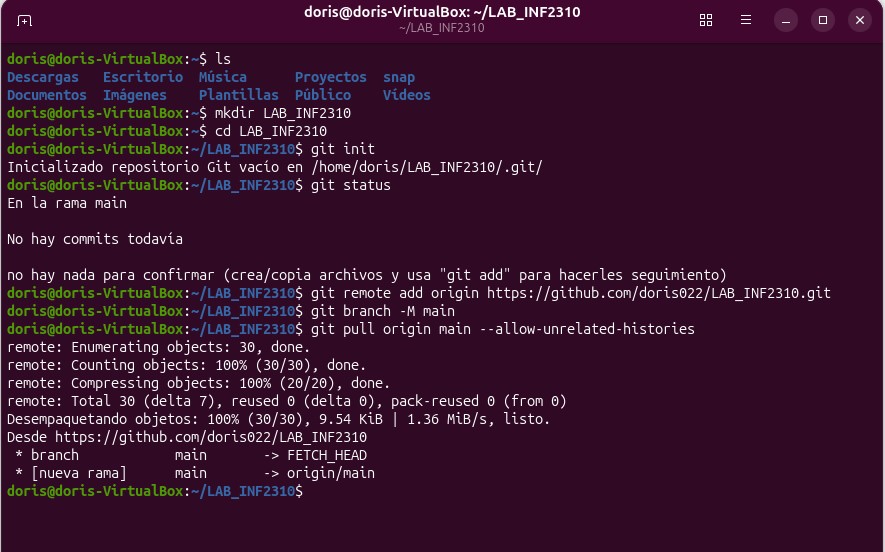 doris@doris-VirtualBox: ~/LAB_INF2310
~/LAB_INF2310
doris@doris-VirtualBox:~$ ls
Descargas   Escritorio  Música      Proyectos  snap
Documentos  Imágenes    Plantillas  Público    Vídeos
doris@doris-VirtualBox:~$ mkdir LAB_INF2310
doris@doris-VirtualBox:~$ cd LAB_INF2310
doris@doris-VirtualBox:~/LAB_INF2310$ git init
Inicializado repositorio Git vacío en /home/doris/LAB_INF2310/.git/
doris@doris-VirtualBox:~/LAB_INF2310$ git status
En la rama main
No hay commits todavía
no hay nada para confirmar (crea/copia archivos y usa "git add" para hacerles seguimiento)
doris@doris-VirtualBox:~/LAB_INF2310$ git remote add origin https://github.com/doris022/LAB_INF2310.git
doris@doris-VirtualBox:~/LAB_INF2310$ git branch -M main
doris@doris-VirtualBox:~/LAB_INF2310$ git pull origin main --allow-unrelated-histories
remote: Enumerating objects: 30, done.
remote: Counting objects: 100% (30/30), done.
remote: Compressing objects: 100% (20/20), done.
remote: Total 30 (delta 7), reused 0 (delta 0), pack-reused 0 (from 0)
Desempaquetando objetos: 100% (30/30), 9.54 KiB | 1.36 MiB/s, listo.
Desde https://github.com/doris022/LAB_INF2310
 * branch            main       -> FETCH_HEAD
 * [nueva rama]      main       -> origin/main
doris@doris-VirtualBox:~/LAB_INF2310$